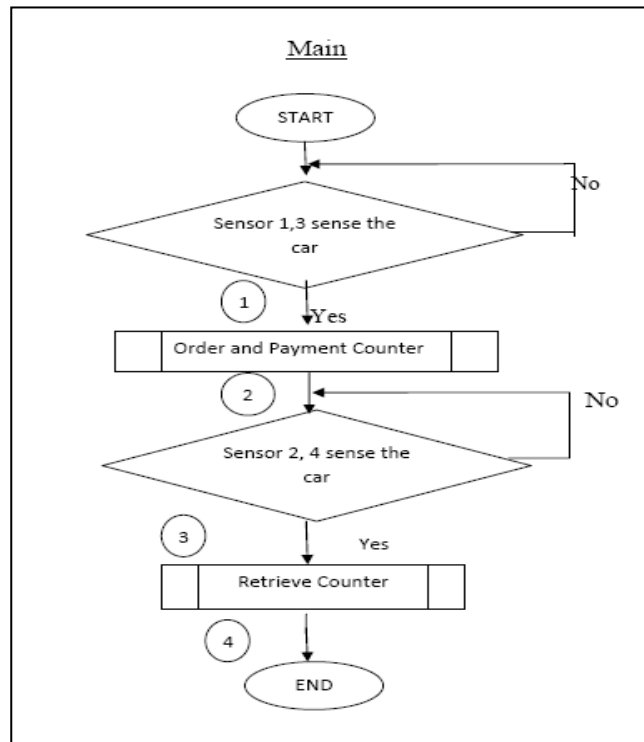 Main
START
No
Sensor 1,3 sense the
car
1
Yes
Order and Payment Counter
2
No
Sensor 2, 4 sense the
car
3
Yes
Retrieve Counter
4
END